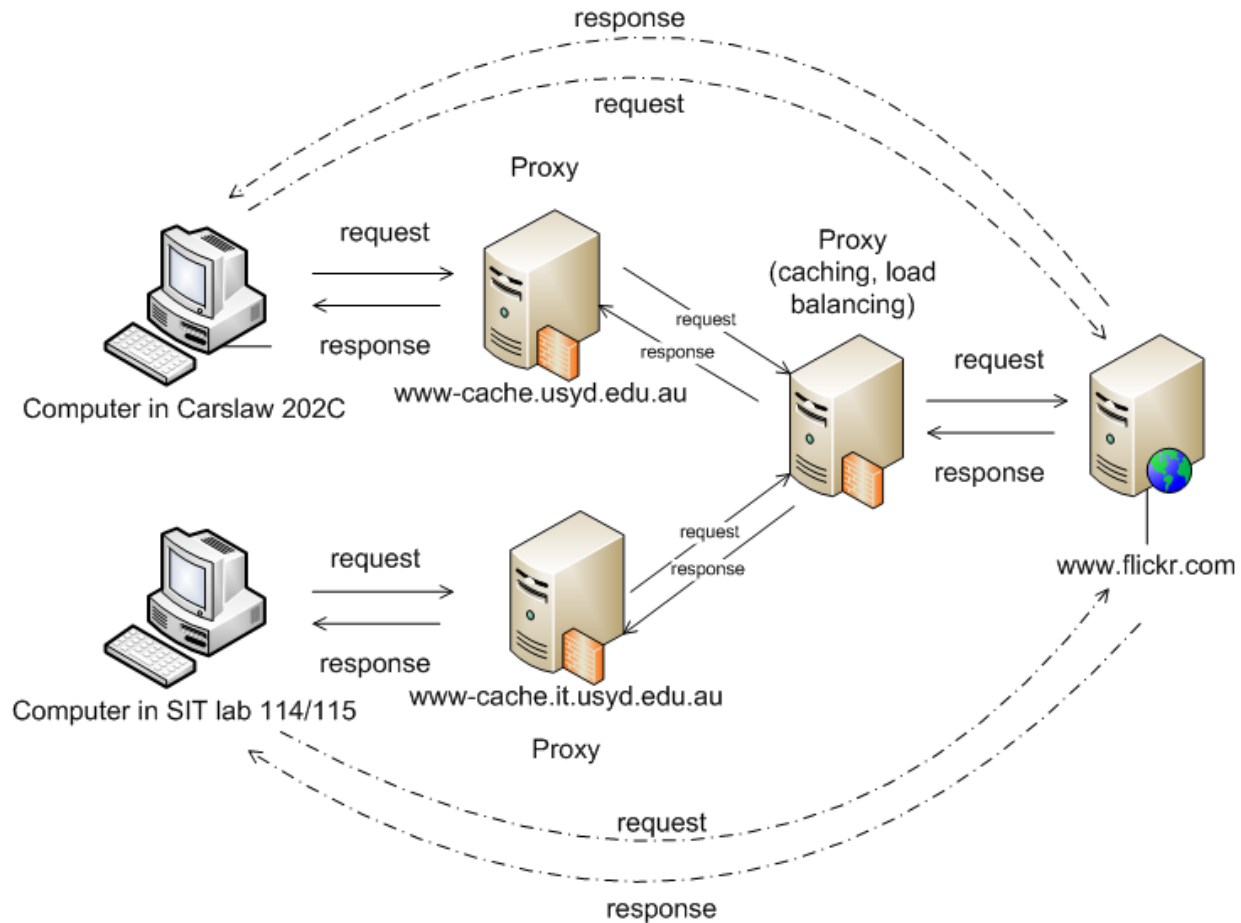 response
request
Proxy
request
response
www-cache.usyd.edu.au
Computer in Carslaw 202C
request
response
Proxy
(caching, load
balancing)
request
response
www.flickr.com
request
response
www-cache.it.usyd.edu.au
Computer in SIT lab 114/115
request
response
Proxy
request
response